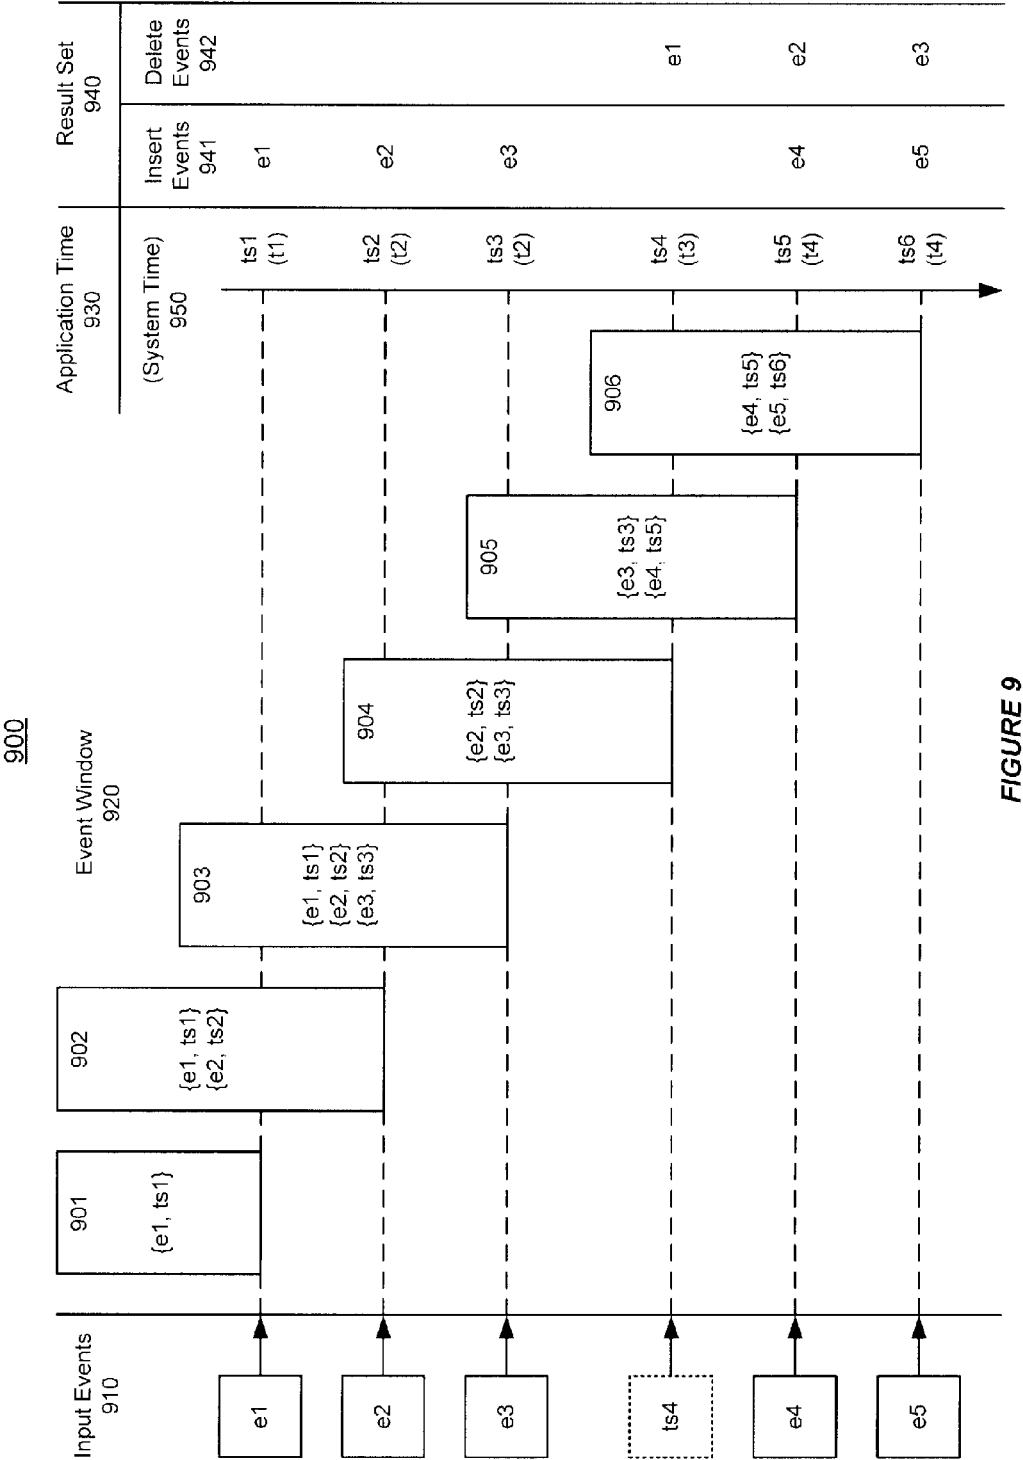 900
Input Events
910
Event Window
920
Application Time
930
Result Set
940
(System Time)
950
Insert
Events
941
Delete
Events
942
e1
901
{e1, ts1}
ts1
(t1)
e1
e2
902
{e1, ts1}
{e2, ts2}
ts2
(t2)
e2
e3
903
{e1, ts1}
{e2, ts2}
{e3, ts3}
ts3
(t2)
e3
ts4
904
{e2, ts2}
{e3, ts3}
ts4
(t3)
e1
e4
905
{e3, ts3}
{e4, ts5}
ts5
(t4)
e4
e2
e5
906
{e4, ts5}
{e5, ts6}
ts6
(t4)
e5
e3
FIGURE 9